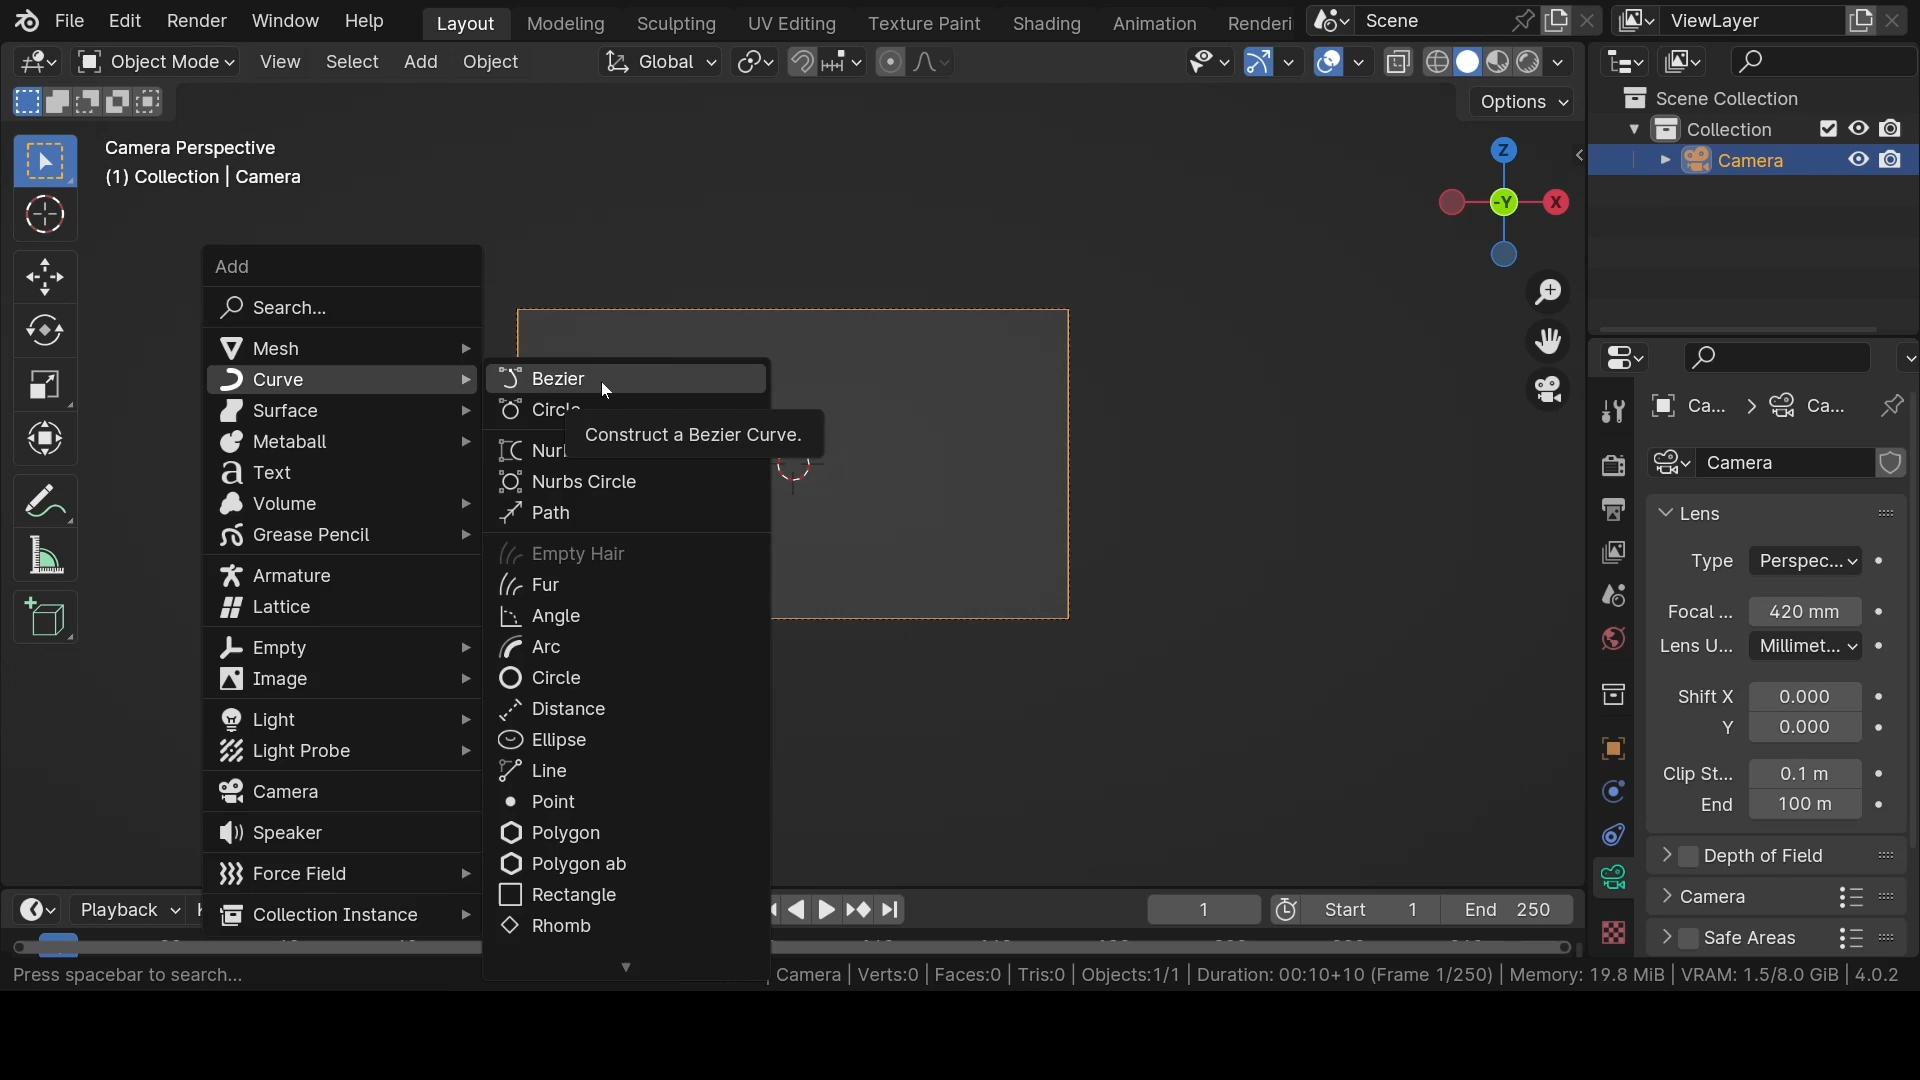 File Edit Render Window Help Layout Modeling Sculpting UV Editing Texture Paint Shading Animation Renderi Scene ViewLayer
Object Mode View Select Add Object Global
Options
Scene Collection
Collection
Camera
Camera Perspective
(1) Collection | Camera
Z
-Y
X
Add
Search...
Mesh
Curve
Surface
Metaball
Text
Volume
Grease Pencil
Armature
Lattice
Empty
Image
Light
Light Probe
Camera
Speaker
Force Field
Collection Instance
Bezier
Circle
Construct a Bezier Curve.
Nurb
Nurbs Circle
Path
Empty Hair
Fur
Angle
Arc
Circle
Distance
Ellipse
Line
Point
Polygon
Polygon ab
Rectangle
Rhomb
Ca... Ca...
Camera
Lens
Type Perspec...
Focal ... 420 mm
Lens U... Millimet...
Shift X 0.000
Y 0.000
Clip St... 0.1 m
End 100 m
Depth of Field
Camera
Safe Areas
Playback 1 Start 1 End 250
Press spacebar to search... Camera | Verts:0 | Faces:0 | Tris:0 | Objects:1/1 | Duration: 00:10+10 (Frame 1/250) | Memory: 19.8 MiB | VRAM: 1.5/8.0 GiB | 4.0.2